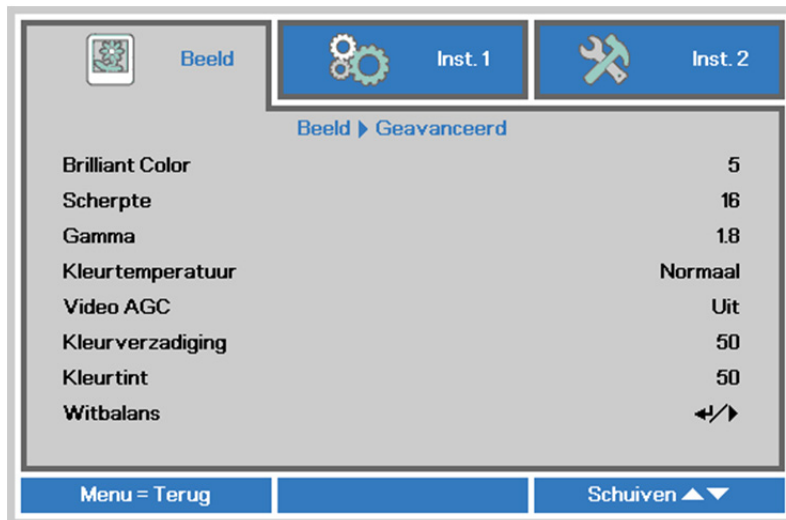 Beeld Inst. 1 Inst. 2
Beeld Geavanceerd
Brilliant Color 5
Scherpte 16
Gamma 1.8
Kleurtemperatuur Normaal
Video AGC Uit
Kleurverzadiging 50
Kleurtint 50
Witbalans ↵/▶
Menu = Terug Schuiven ▲▼